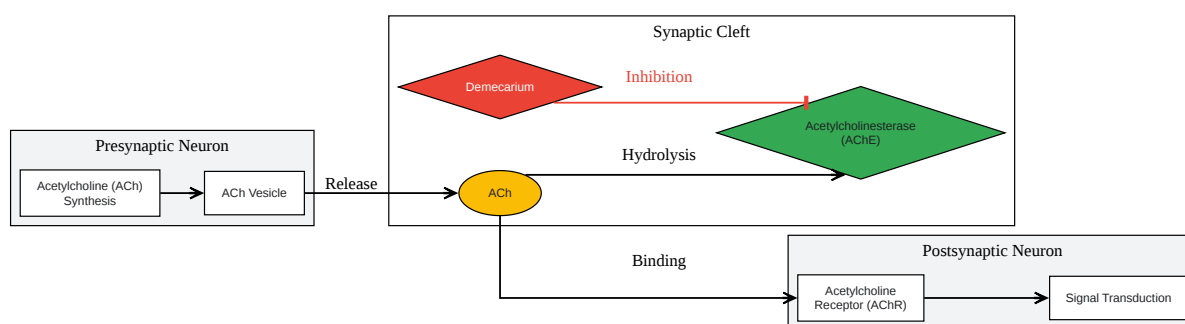 Synaptic Cleft
Demecarium
Inhibition
Acetylcholinesterase
(AChE)
Presynaptic Neuron
Acetylcholine (ACh)
Synthesis
ACh Vesicle
Release
ACh
Hydrolysis
Binding
Postsynaptic Neuron
Acetylcholine
Receptor (AChR)
Signal Transduction